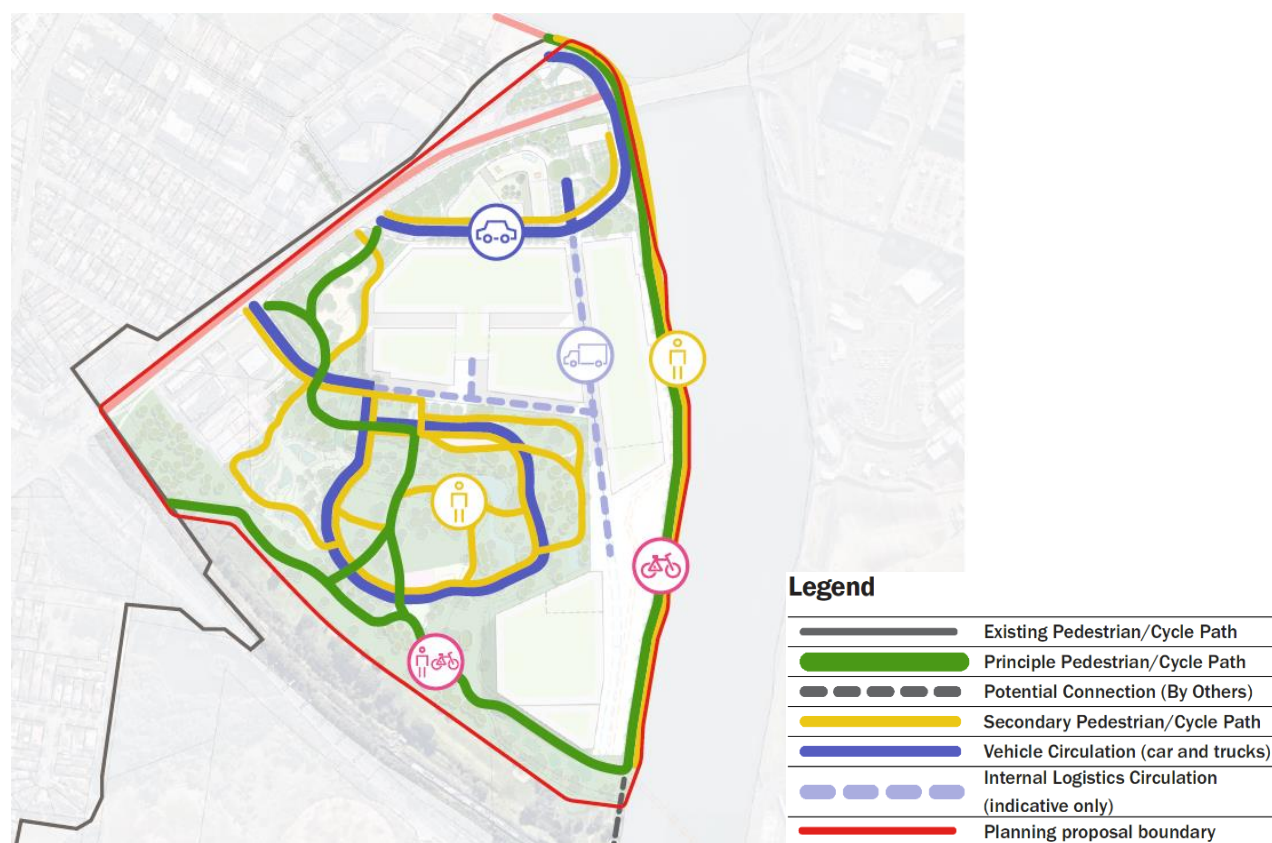 Legend
Existing Pedestrian/Cycle Path
Principle Pedestrian/Cycle Path
Potential Connection (By Others)
Secondary Pedestrian/Cycle Path
Vehicle Circulation (car and trucks)
Internal Logistics Circulation
(indicative only)
Planning proposal boundary